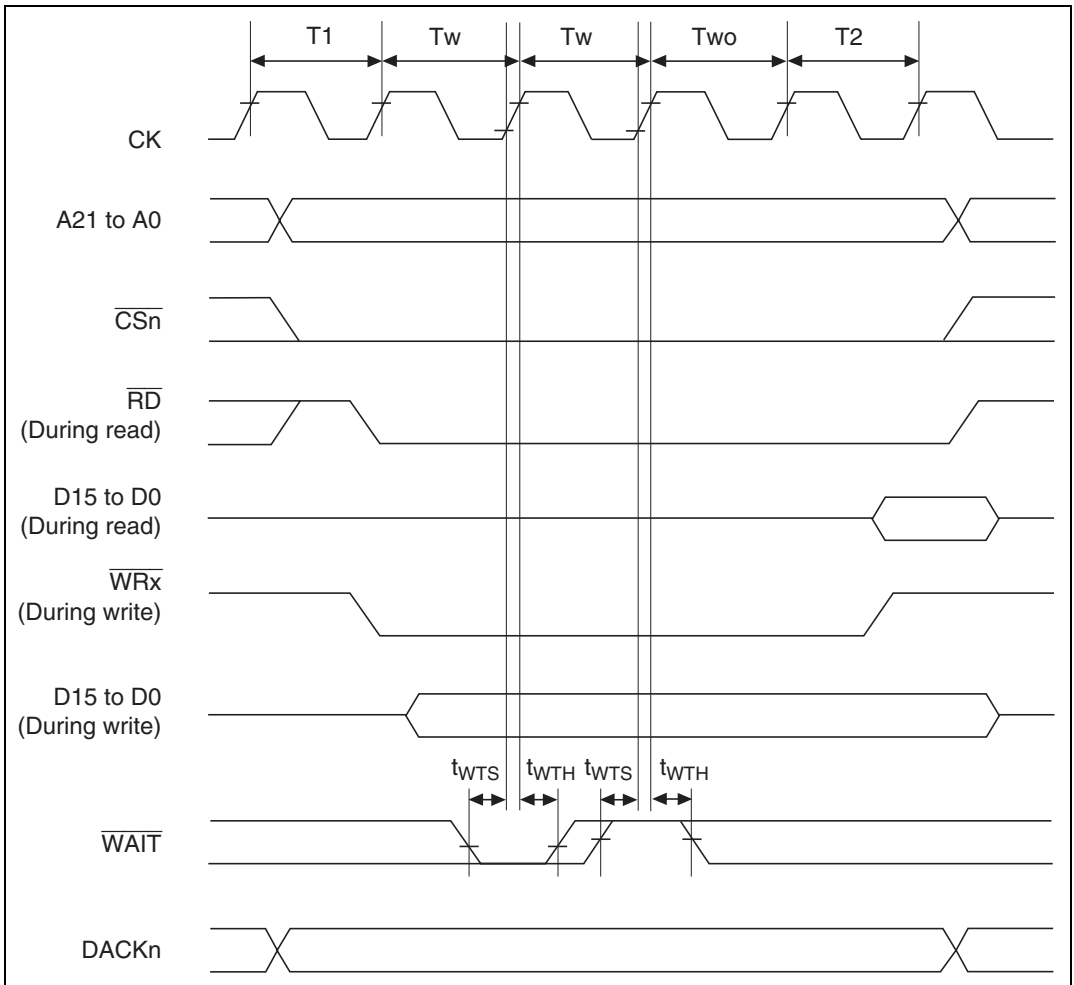 T1 Tw Tw Two T2
CK
A21 to A0
CSn
RD
(During read)
D15 to D0
(During read)
WRx
(During write)
D15 to D0
(During write)
tWTS tWTH tWTS tWTH
WAIT
DACKn